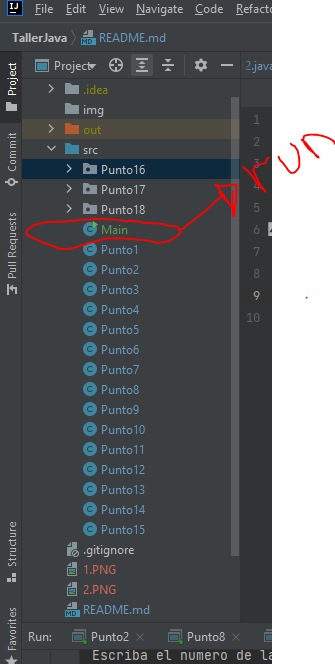 IJ File Edit View Navigate Code Refacto
TallerJava README.md
Project
2.java
.idea
img
out
src
Punto16
Punto17
Punto18
Main
Punto1
Punto2
Punto3
Punto4
Punto5
Punto6
Punto7
Punto8
Punto9
Punto10
Punto11
Punto12
Punto13
Punto14
Punto15
.gitignore
1.PNG
2.PNG
README.md
Project
Commit
Pull Requests
Structure
Favorites
1
2
3
4
5
6
7
8
9
10
run
Run: Punto2 Punto8
Escriba el numero de la